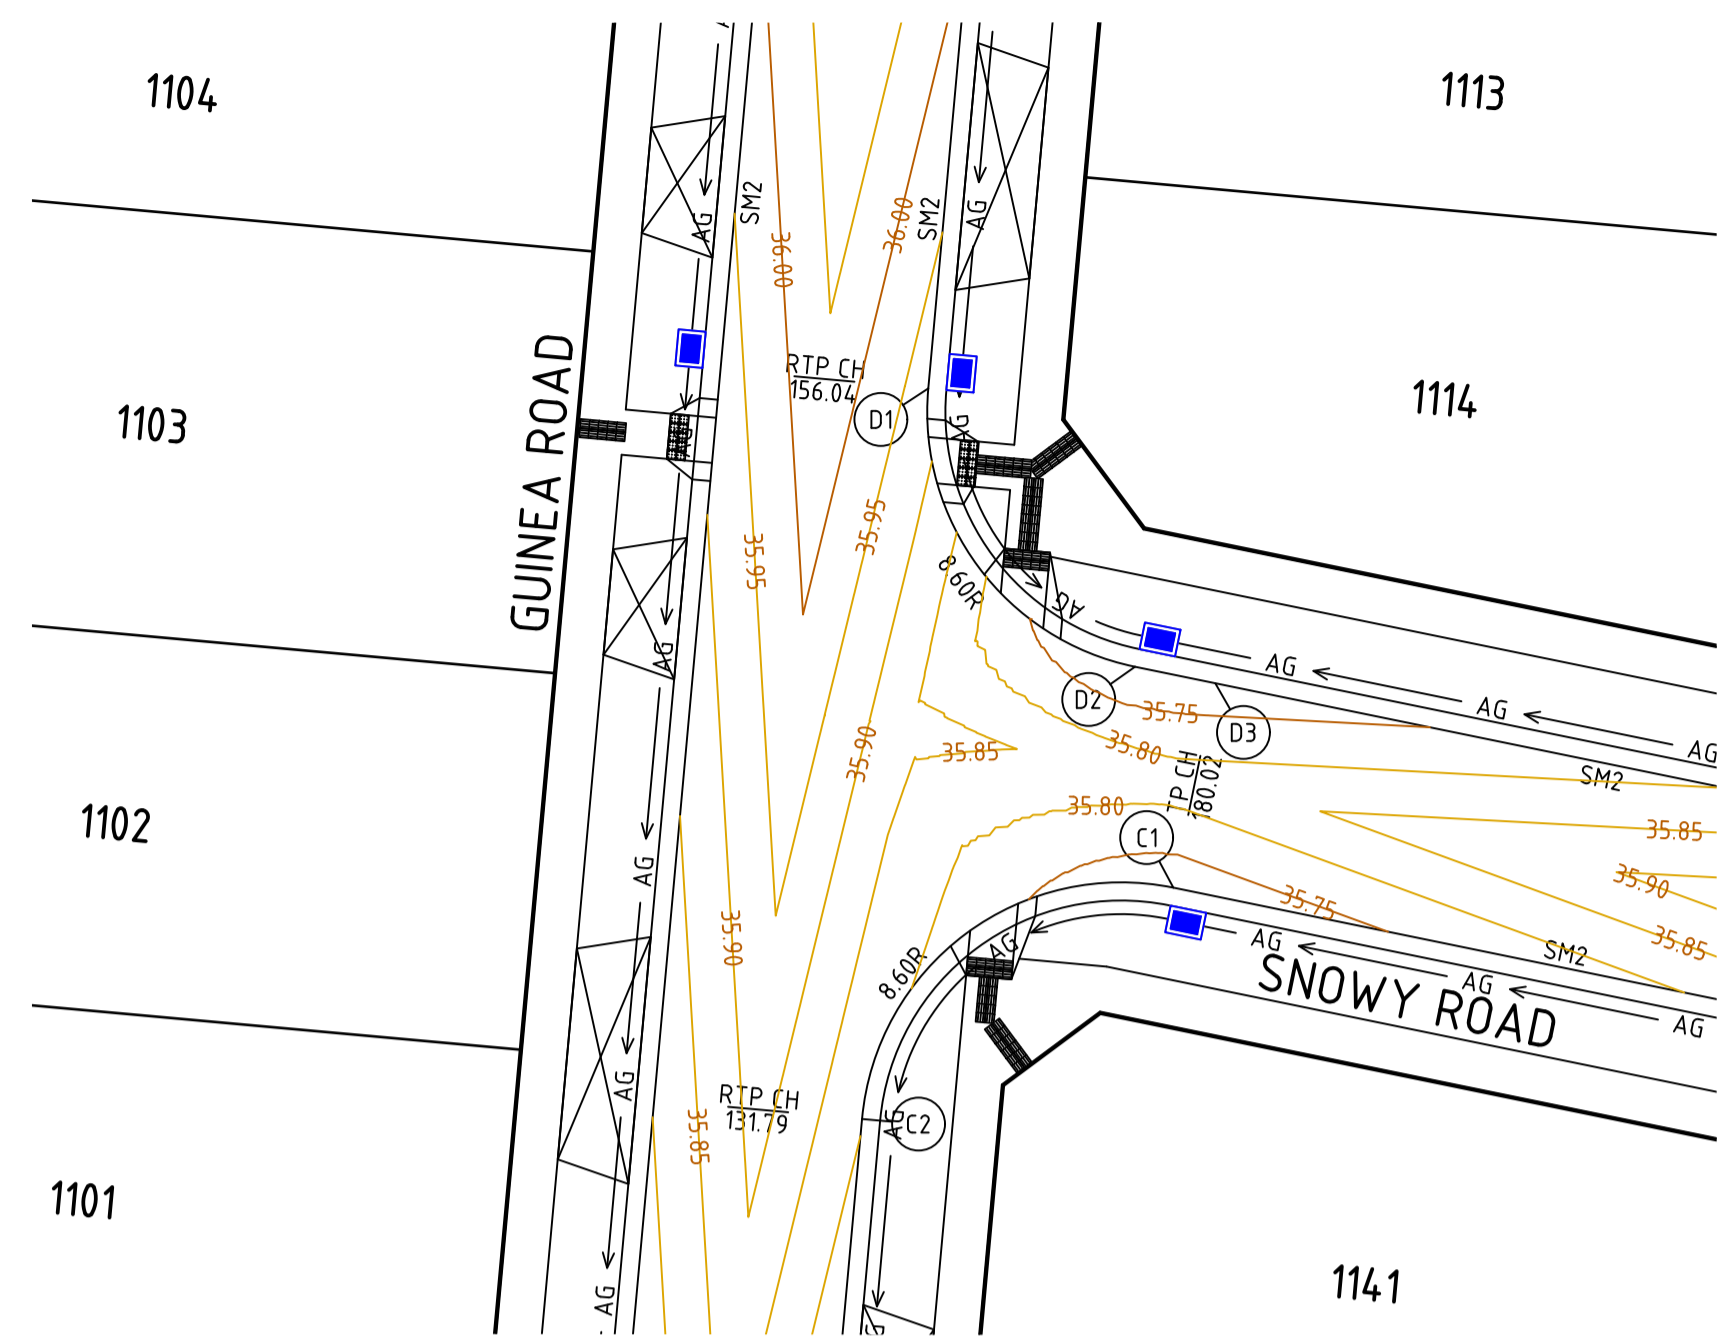 1104
1113
AG
SM2
AG
SM2
36.00
36.00
GUINEA ROAD
RTP CH
156.04
D1
1103
1114
AG
AG
35.95
35.95
8.60R
AG
AG
AG
D2
35.75
AG
D3
AG
35.90
35.85
35.80
TP CH
180.02
SM2
35.80
C1
35.85
1102
AG
35.90
35.75
35.90
AG
AG
SM2
35.85
8.60R
SNOWY ROAD
AG
AG
AG
RTP CH
131.79
35.85
AG
C2
1101
AG
1141